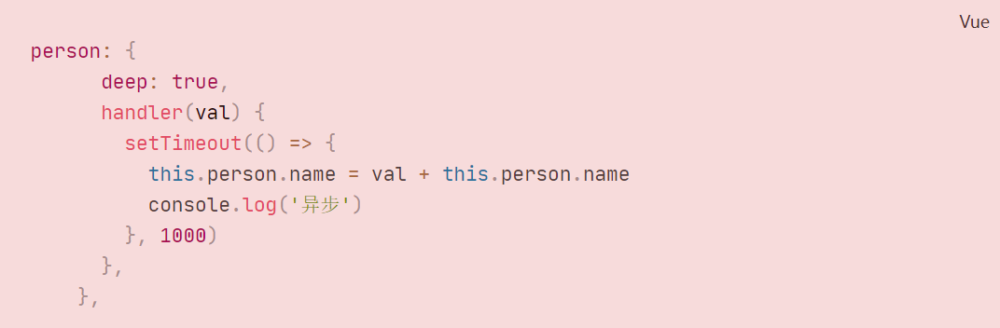 Vue
person: {
      deep: true,
      handler(val) {
        setTimeout(() => {
          this.person.name = val + this.person.name
          console.log('异步')
        }, 1000)
      },
    },